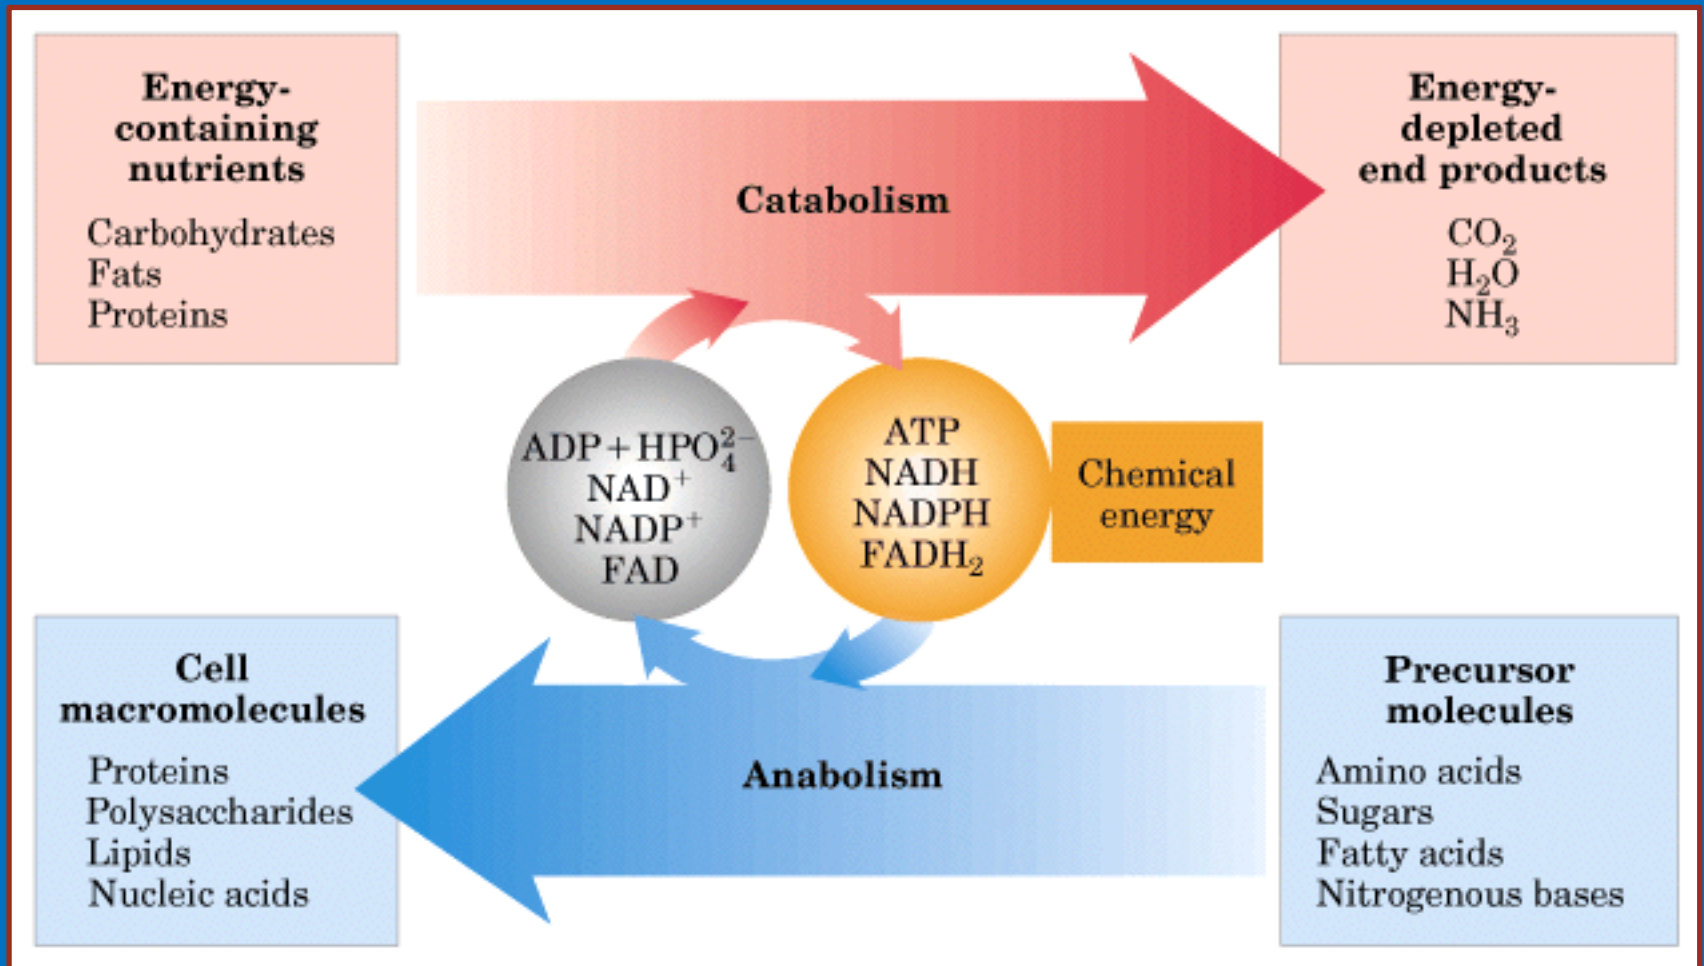 Energy-
containing
nutrients
Carbohydrates
Fats
Proteins
Catabolism
Energy-
depleted
end products
CO₂
H₂O
NH₃
ADP + HPO₄²⁻
NAD⁺
NADP⁺
FAD
ATP
NADH
NADPH
FADH₂
Chemical
energy
Cell
macromolecules
Proteins
Polysaccharides
Lipids
Nucleic acids
Anabolism
Precursor
molecules
Amino acids
Sugars
Fatty acids
Nitrogenous bases